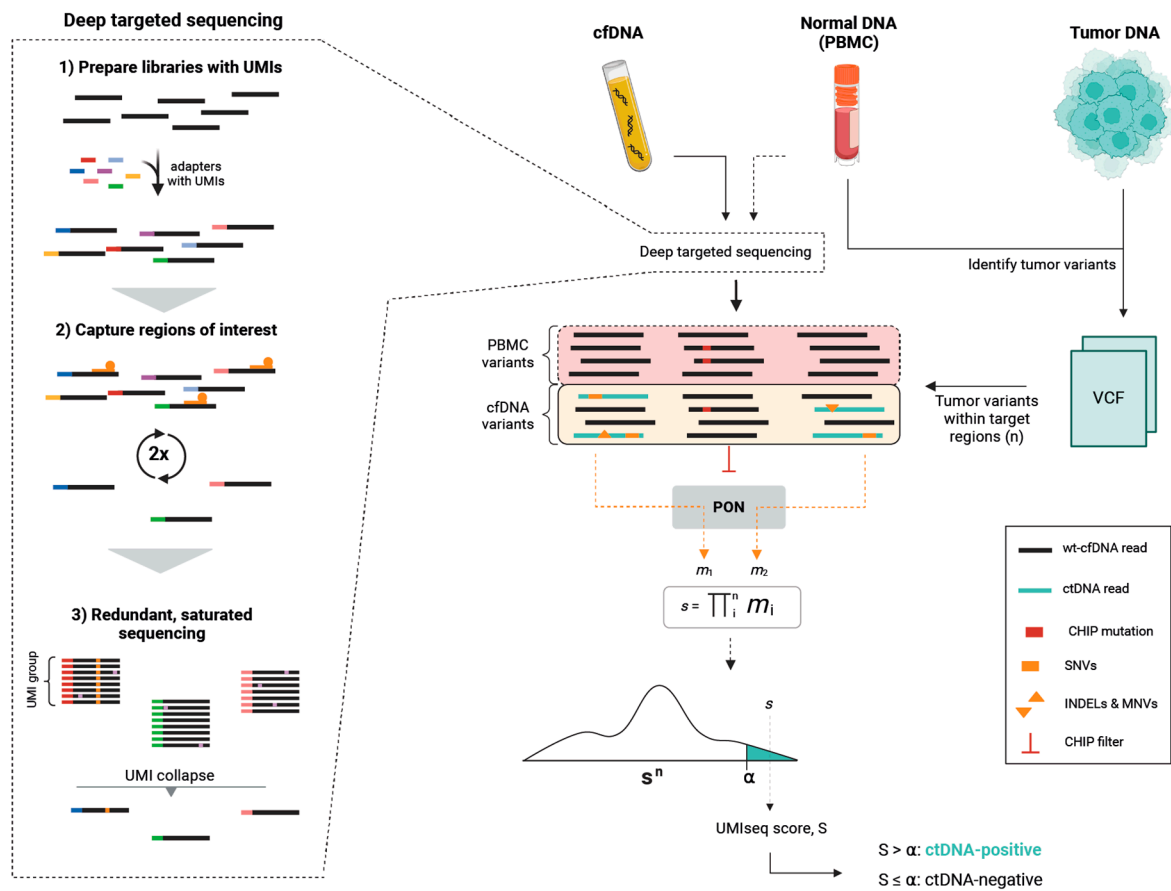 Deep targeted sequencing
1) Prepare libraries with UMIs
adapters
with UMIs
2) Capture regions of interest
2x
3) Redundant, saturated
sequencing
UMI group
UMI collapse
cfDNA
Normal DNA
(PBMC)
Tumor DNA
Deep targeted sequencing
Identify tumor variants
PBMC
variants
cfDNA
variants
Tumor variants
within target
regions (n)
VCF
PON
m₁
m₂
s = ∏ᵢⁿ mᵢ
s
sⁿ
α
UMIseq score, S
S > α: ctDNA-positive
S ≤ α: ctDNA-negative
wt-cfDNA read
ctDNA read
CHIP mutation
SNVs
INDELs & MNVs
CHIP filter